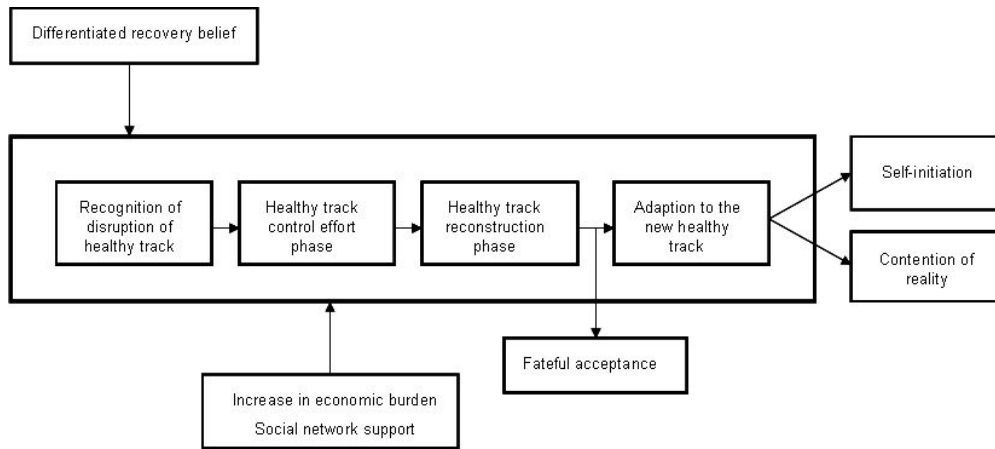 Differentiated recovery belief
Recognition of
disruption of
healthy track
Healthy track
control effort
phase
Healthy track
reconstruction
phase
Adaption to the
new healthy
track
Self-initiation
Contention of
reality
Fateful acceptance
Increase in economic burden
Social network support